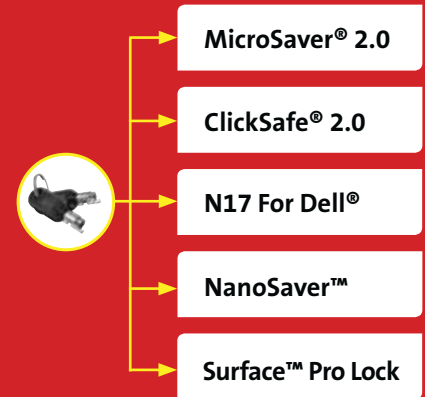 MicroSaver® 2.0
ClickSafe® 2.0
N17 For Dell®
NanoSaver™
Surface™ Pro Lock